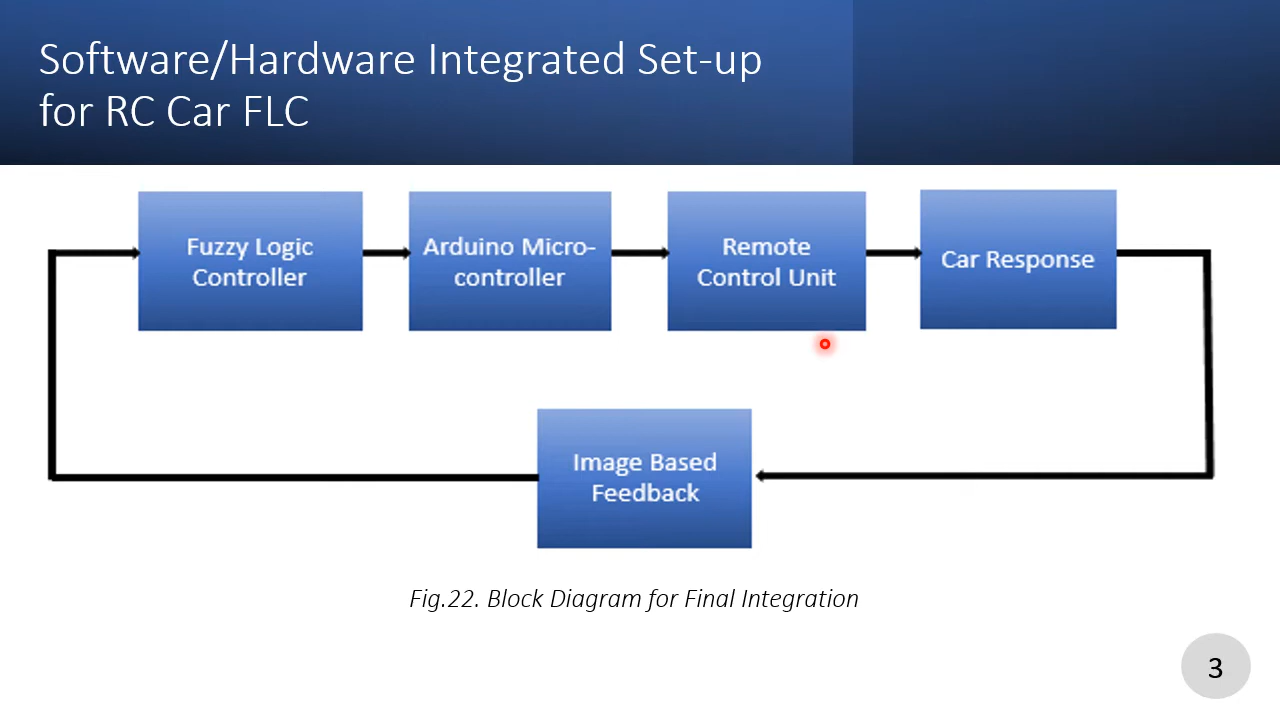 Software/Hardware Integrated Set-up
for RC Car FLC
Fuzzy Logic
Controller
Arduino Micro-
controller
Remote
Control Unit
Car Response
Image Based
Feedback
Fig.22. Block Diagram for Final Integration
3